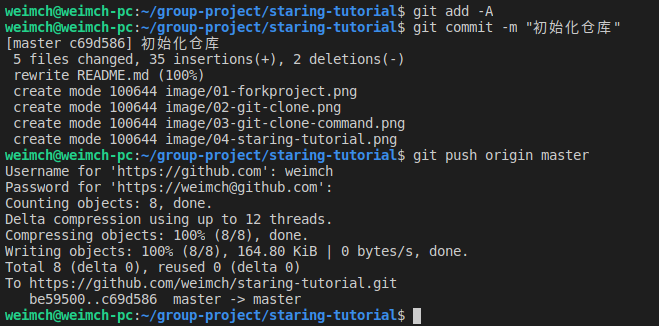 weimch@weimch-pc:~/group-project/staring-tutorial$ git add -A
weimch@weimch-pc:~/group-project/staring-tutorial$ git commit -m "初始化仓库"
[master c69d586] 初始化仓库
 5 files changed, 35 insertions(+), 2 deletions(-)
 rewrite README.md (100%)
 create mode 100644 image/01-forkproject.png
 create mode 100644 image/02-git-clone.png
 create mode 100644 image/03-git-clone-command.png
 create mode 100644 image/04-staring-tutorial.png
weimch@weimch-pc:~/group-project/staring-tutorial$ git push origin master
Username for 'https://github.com': weimch
Password for 'https://weimch@github.com':
Counting objects: 8, done.
Delta compression using up to 12 threads.
Compressing objects: 100% (8/8), done.
Writing objects: 100% (8/8), 164.80 KiB | 0 bytes/s, done.
Total 8 (delta 0), reused 0 (delta 0)
To https://github.com/weimch/staring-tutorial.git
   be59500..c69d586  master -> master
weimch@weimch-pc:~/group-project/staring-tutorial$